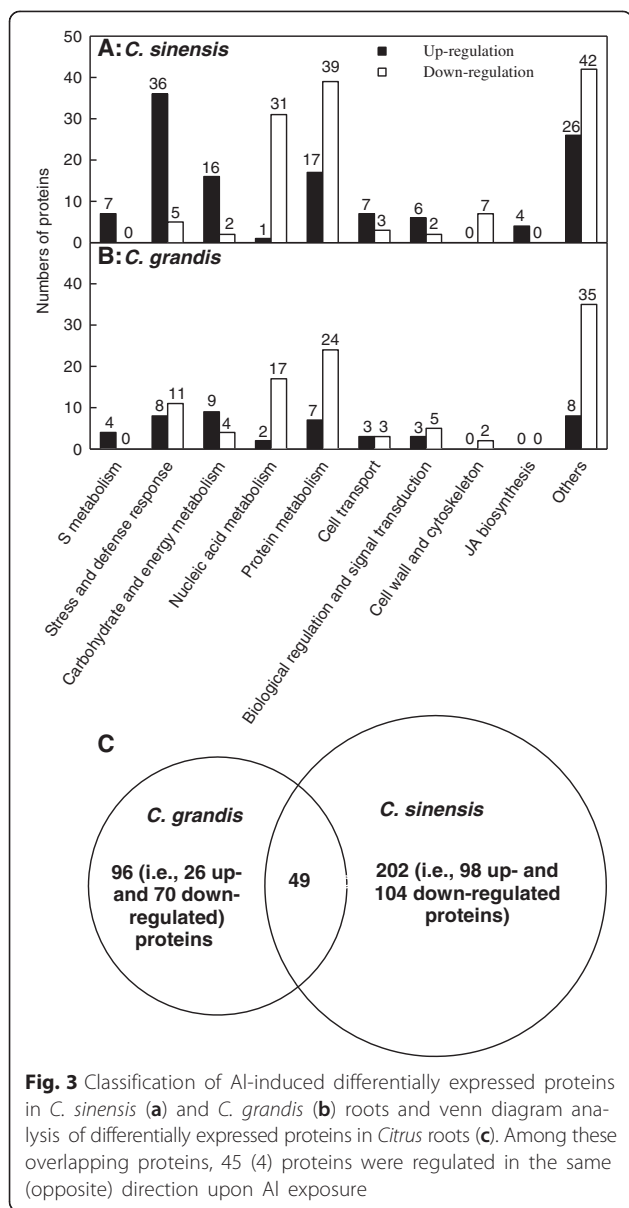 50
A: C. sinensis
Up-regulation
Down-regulation
40
30
20
10
0
7
0
36
5
16
2
1
31
17
39
7
3
6
2
0
7
4
0
26
42
Numbers of proteins
B: C. grandis
40
30
20
10
0
4
0
8
11
9
4
2
17
7
24
3
3
3
5
0
2
0
0
8
35
S metabolism
Stress and defense response
Carbohydrate and energy metabolism
Nucleic acid metabolism
Protein metabolism
Cell transport
Biological regulation and signal transduction
Cell wall and cytoskeleton
JA biosynthesis
Others
C
C. grandis
96 (i.e., 26 up-
and 70 down-
regulated)
proteins
49
C. sinensis
202 (i.e., 98 up- and
104 down-regulated
proteins)
Fig. 3 Classification of Al-induced differentially expressed proteins
in C. sinensis (a) and C. grandis (b) roots and venn diagram ana-
lysis of differentially expressed proteins in Citrus roots (c). Among these
overlapping proteins, 45 (4) proteins were regulated in the same
(opposite) direction upon Al exposure